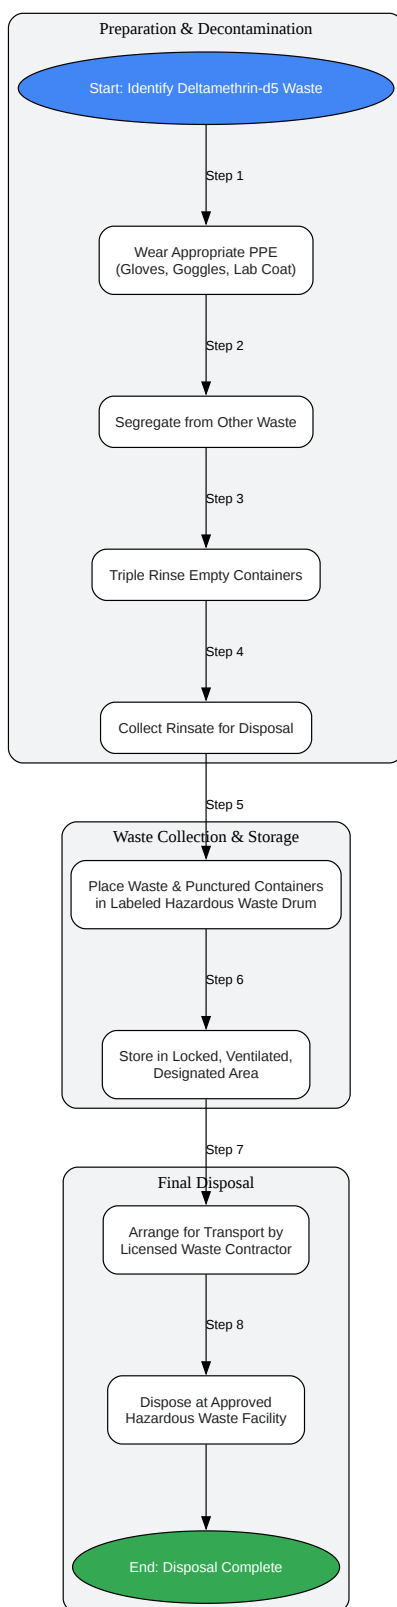 Preparation & Decontamination
Start: Identify Deltamethrin-d5 Waste
Step 1
Wear Appropriate PPE
(Gloves, Goggles, Lab Coat)
Step 2
Segregate from Other Waste
Step 3
Triple Rinse Empty Containers
Step 4
Collect Rinsate for Disposal
Step 5
Waste Collection & Storage
Place Waste & Punctured Containers
in Labeled Hazardous Waste Drum
Step 6
Store in Locked, Ventilated,
Designated Area
Step 7
Final Disposal
Arrange for Transport by
Licensed Waste Contractor
Step 8
Dispose at Approved
Hazardous Waste Facility
End: Disposal Complete